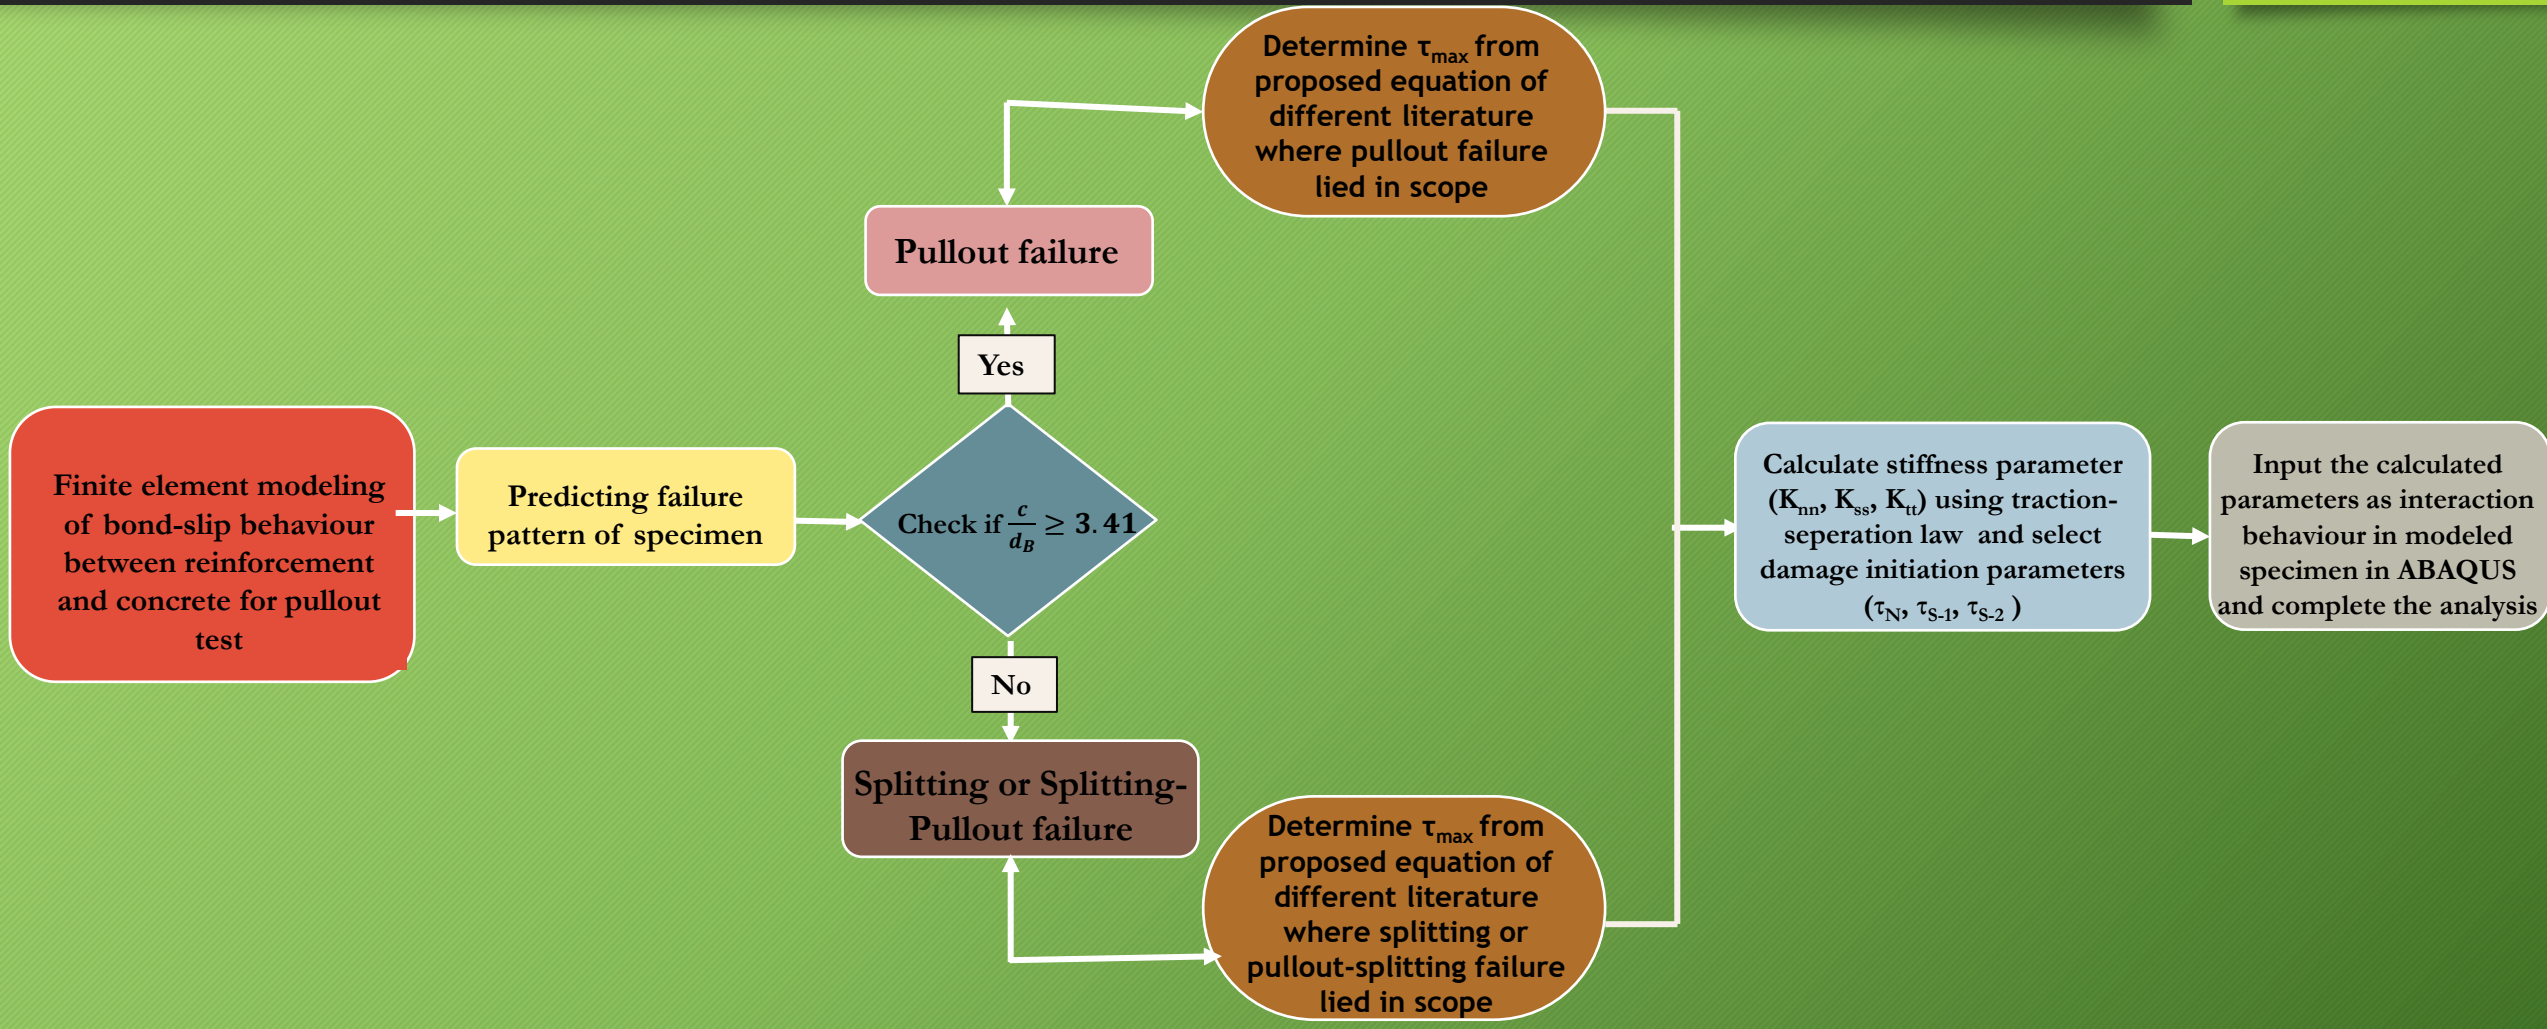 Finite element modeling
of bond-slip behaviour
between reinforcement
and concrete for pullout
test
Predicting failure
pattern of specimen
Check if c/d_B ≥ 3.41
Yes
Pullout failure
Determine τmax from
proposed equation of
different literature
where pullout failure
lied in scope
No
Splitting or Splitting-
Pullout failure
Determine τmax from
proposed equation of
different literature
where splitting or
pullout-splitting failure
lied in scope
Calculate stiffness parameter
(Knn, Kss, Ktt) using traction-
seperation law and select
damage initiation parameters
(τN, τS-1, τS-2 )
Input the calculated
parameters as interaction
behaviour in modeled
specimen in ABAQUS
and complete the analysis